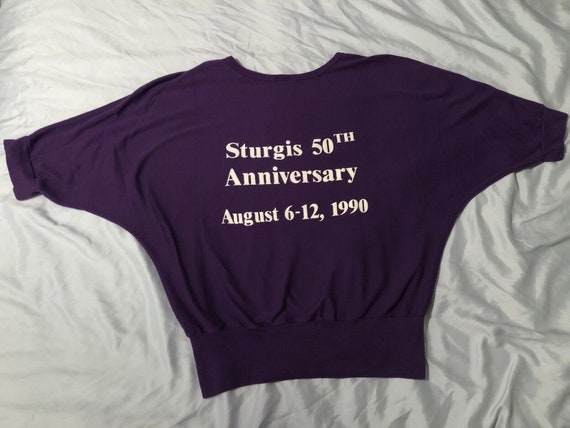 Sturgis 50TH
Anniversary
August 6-12, 1990